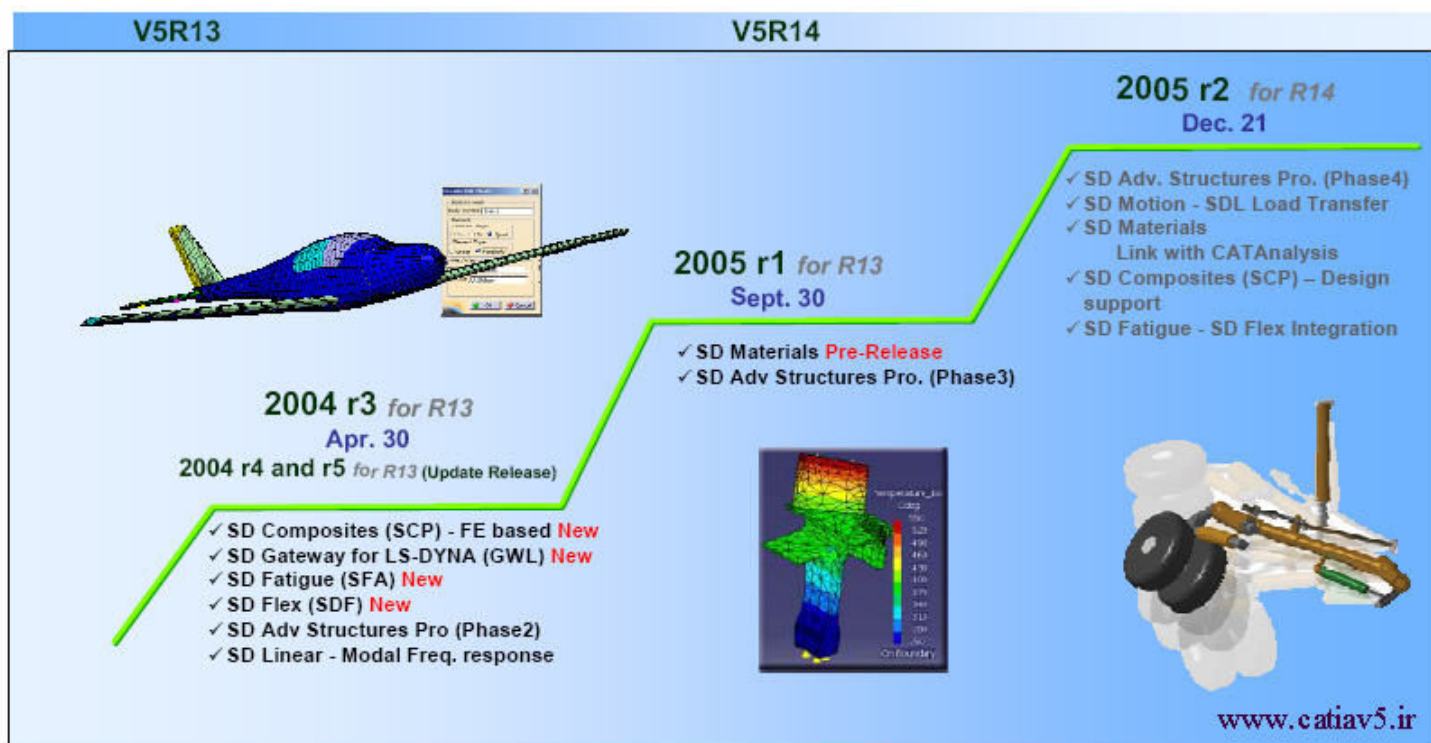 V5R13
V5R14
2005 r2 for R14
Dec. 21
✓ SD Adv. Structures Pro. (Phase4)
✓ SD Motion - SDL Load Transfer
✓ SD Materials
Link with CATAnalysis
✓ SD Composites (SCP) – Design
support
✓ SD Fatigue - SD Flex Integration
2005 r1 for R13
Sept. 30
✓ SD Materials Pre-Release
✓ SD Adv Structures Pro. (Phase3)
2004 r3 for R13
Apr. 30
2004 r4 and r5 for R13 (Update Release)
✓ SD Composites (SCP) - FE based New
✓ SD Gateway for LS-DYNA (GWL) New
✓ SD Fatigue (SFA) New
✓ SD Flex (SDF) New
✓ SD Adv Structures Pro (Phase2)
✓ SD Linear - Modal Freq. response
On Boundary
www.catiav5.ir